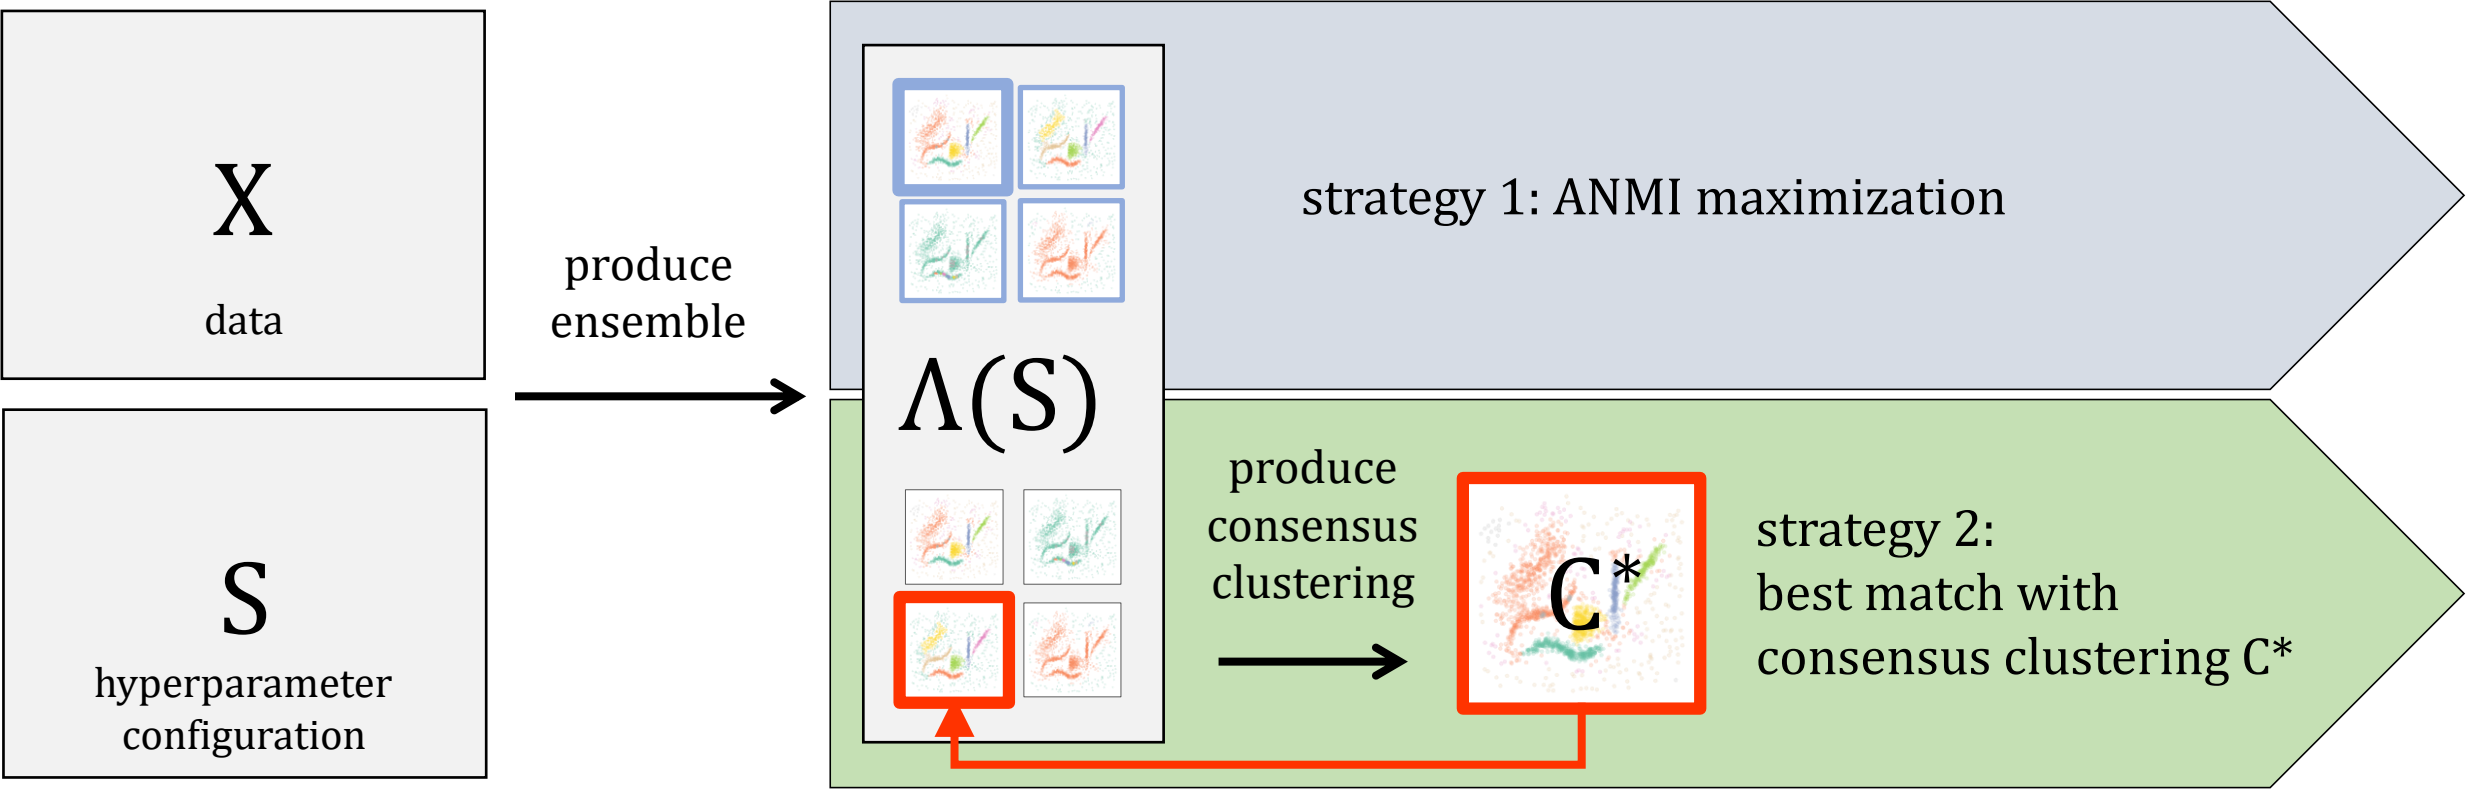 X
data
S
hyperparameter
configuration
produce
ensemble
Λ(S)
strategy 1: ANMI maximization
produce
consensus
clustering
C*
strategy 2:
best match with
consensus clustering C*